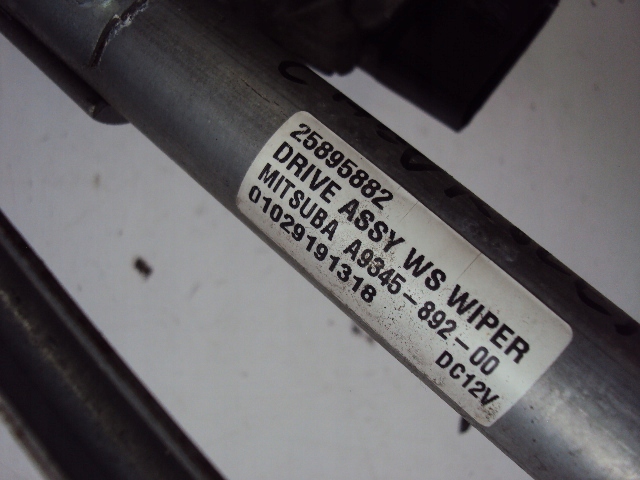 25895882
DRIVE ASSY WS WIPER
MITSUBA A9345-892-00
01029191318
DC12V